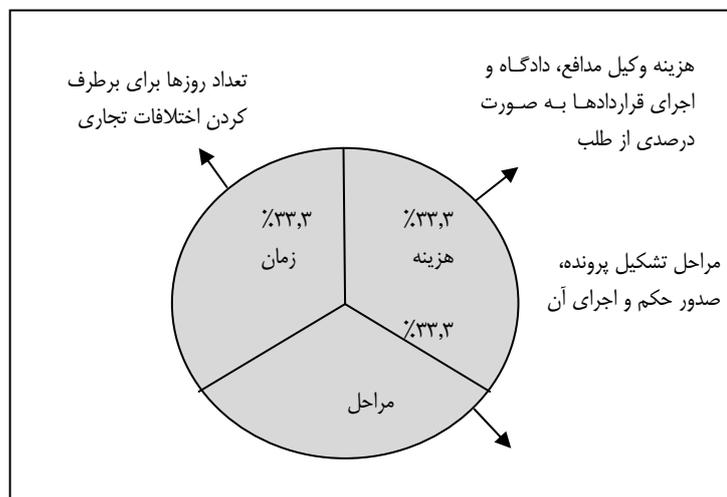 هزینه وکیل مدافع، دادگاه و
اجرای قراردادها به صورت
درصدی از طلب
تعداد روزها برای برطرف
کردن اختلافات تجاری
٪۳۳,۳
هزینه
٪۳۳,۳
زمان
مراحل تشکیل پرونده،
صدور حکم و اجرای آن
٪۳۳,۳
مراحل